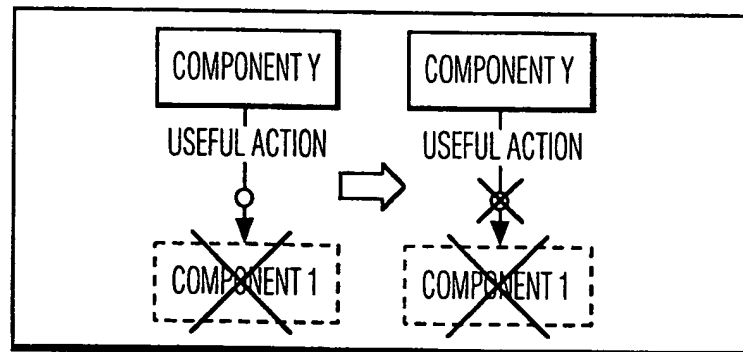 COMPONENT Y
USEFUL ACTION
COMPONENT 1
COMPONENT Y
USEFUL ACTION
COMPONENT 1